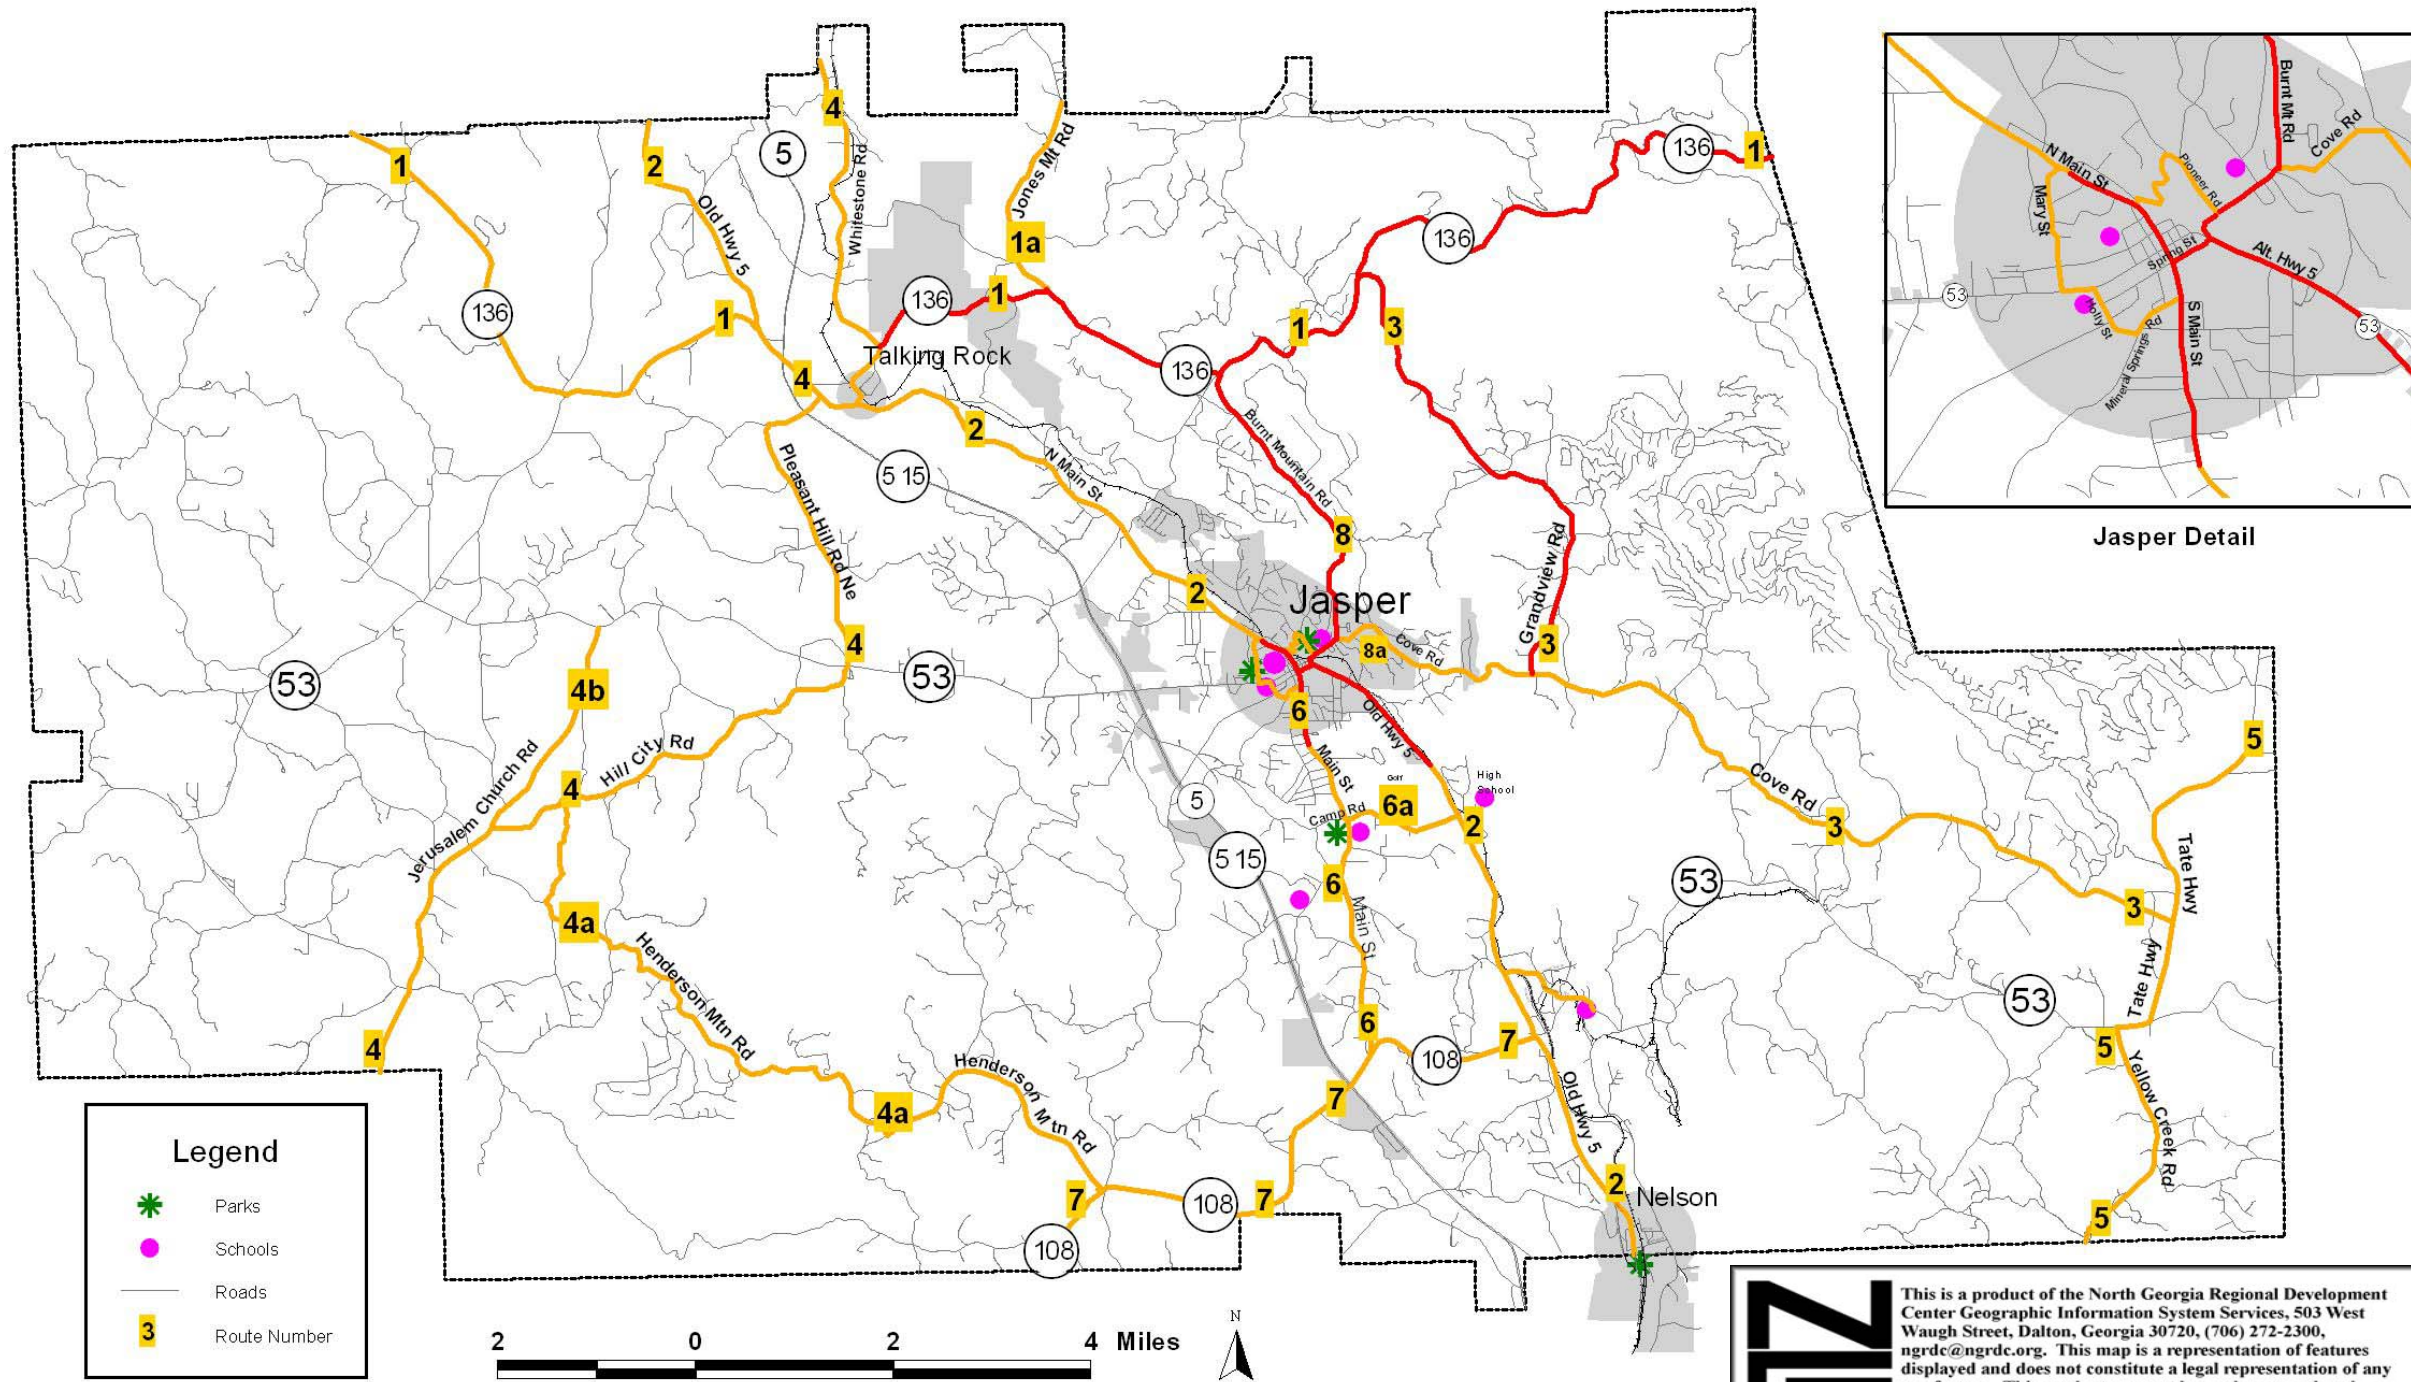 4
1
2
5
Whitestone Rd
Old Hwy 5
Jones Mt Rd
1a
136
1
136
1
136
136
1
4
Talking Rock
136
1
3
2
N Main St
5 15
Pleasant Hill Rd Ne
Burnt Mountain Rd
8
2
Jasper
Grandview Rd
3
8a
Cove Rd
4
53
53
4b
6
Old Hwy 5
Main St
Golf
High
School
Camp Rd
6a
2
5
5 15
Hill City Rd
4
Jerusalem Church Rd
4a
Henderson Mtn Rd
4
6
Main St
6
53
Cove Rd
3
3
5
Tate Hwy
Tate Hwy
53
5
Yellow Creek Rd
5
7
108
7
Old Hwy 5
2
Nelson
4a
Henderson Mtn Rd
7
108
7
108
N Main St
Mary St
Pioneer Rd
Burnt Mt Rd
Cove Rd
Spring St
Alt. Hwy 5
53
53
Holly St
Mineral Springs Rd
S Main St
Jasper Detail
Legend
Parks
Schools
Roads
3 Route Number
2 0 2 4 Miles
N
This is a product of the North Georgia Regional Development
Center Geographic Information System Services, 503 West
Waugh Street, Dalton, Georgia 30720, (706) 272-2300,
ngrdc@ngrdc.org. This map is a representation of features
displayed and does not constitute a legal representation of any